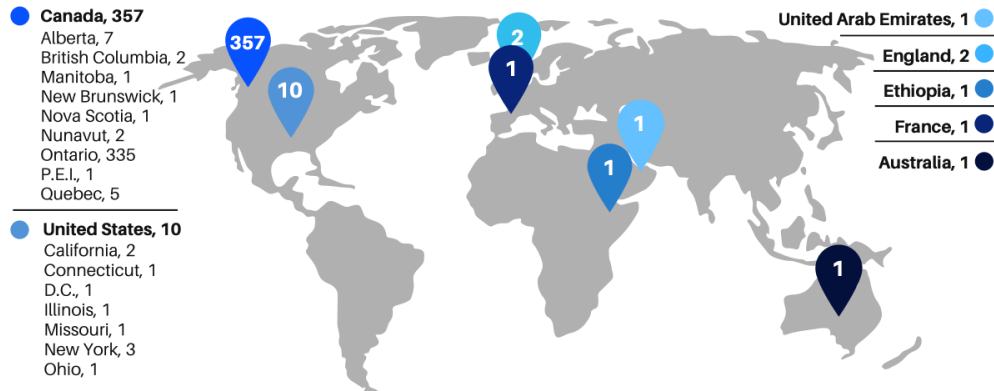 Canada, 357
Alberta, 7
British Columbia, 2
Manitoba, 1
New Brunswick, 1
Nova Scotia, 1
Nunavut, 2
Ontario, 335
P.E.I., 1
Quebec, 5
United States, 10
California, 2
Connecticut, 1
D.C., 1
Illinois, 1
Missouri, 1
New York, 3
Ohio, 1
357
10
2
1
1
1
1
United Arab Emirates, 1
England, 2
Ethiopia, 1
France, 1
Australia, 1